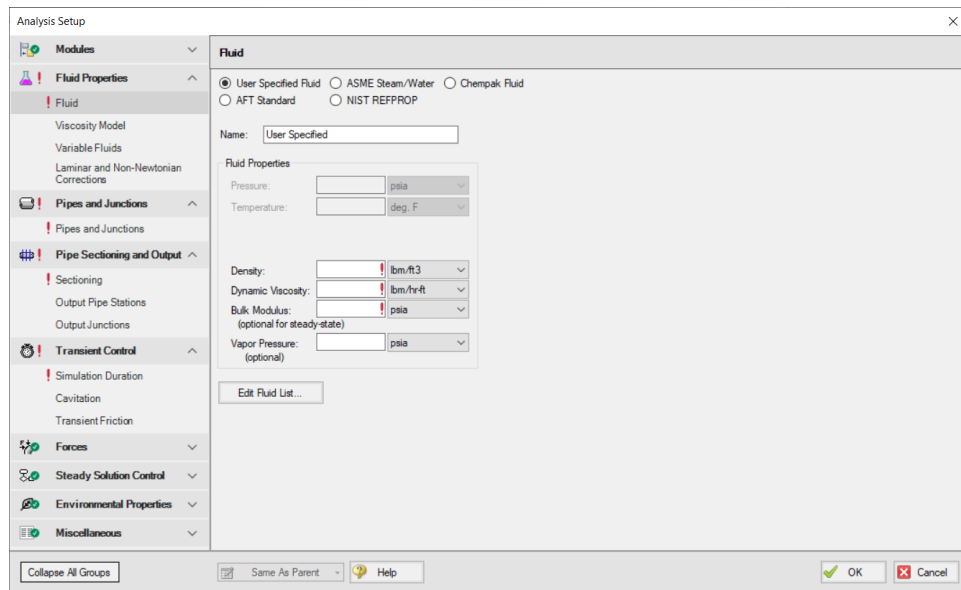 Analysis Setup
Modules
Fluid Properties
Fluid
Viscosity Model
Variable Fluids
Laminar and Non-Newtonian
Corrections
Pipes and Junctions
Pipes and Junctions
Pipe Sectioning and Output
Sectioning
Output Pipe Stations
Output Junctions
Transient Control
Simulation Duration
Cavitation
Transient Friction
Forces
Steady Solution Control
Environmental Properties
Miscellaneous
Collapse All Groups
Fluid
User Specified Fluid ASME Steam/Water Chempak Fluid
AFT Standard NIST REFPROP
Name: User Specified
Fluid Properties
Pressure: psia
Temperature: deg. F
Density: lbm/ft3
Dynamic Viscosity: lbm/hr-ft
Bulk Modulus: psia
(optional for steady-state)
Vapor Pressure: psia
(optional)
Edit Fluid List...
Same As Parent Help OK Cancel